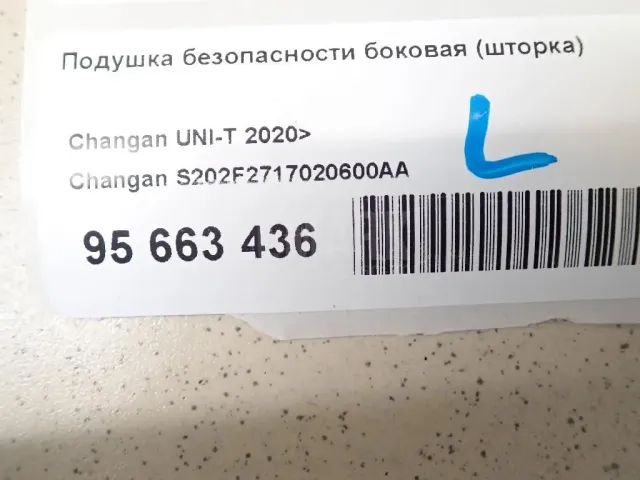 Подушка безопасности боковая (шторка)
Changan UNI-T 2020>
Changan S202F2717020600AA
L
95 663 436